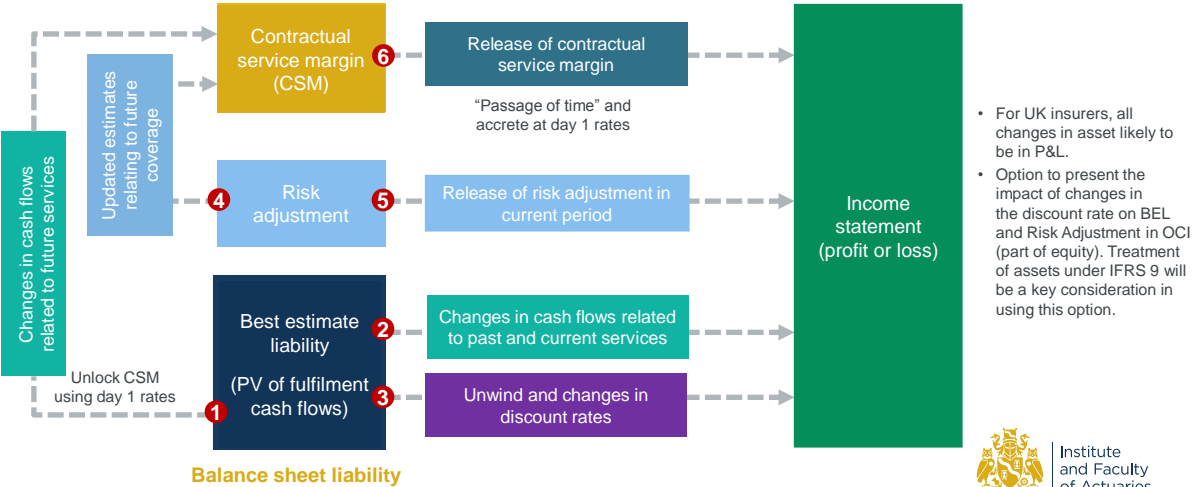 Changes in cash flows
related to future services
Updated estimates
relating to future
coverage
Unlock CSM
using day 1 rates
Contractual
service margin
(CSM)
6
Release of contractual
service margin
“Passage of time” and
accrete at day 1 rates
4
Risk
adjustment
5
Release of risk adjustment in
current period
Best estimate
liability
(PV of fulfilment
cash flows)
1
2
3
Changes in cash flows related
to past and current services
Unwind and changes in
discount rates
Balance sheet liability
Income
statement
(profit or loss)
• For UK insurers, all
changes in asset likely to
be in P&L.
• Option to present the
impact of changes in
the discount rate on BEL
and Risk Adjustment in OCI
(part of equity). Treatment
of assets under IFRS 9 will
be a key consideration in
using this option.
Institute
and Faculty
of Actuaries